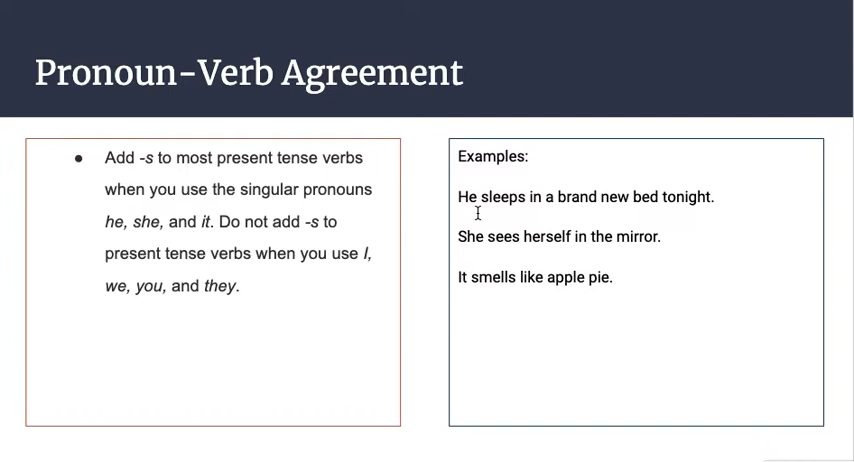 Pronoun-Verb Agreement
● Add -s to most present tense verbs
when you use the singular pronouns
he, she, and it. Do not add -s to
present tense verbs when you use I,
we, you, and they.
Examples:
He sleeps in a brand new bed tonight.
She sees herself in the mirror.
It smells like apple pie.